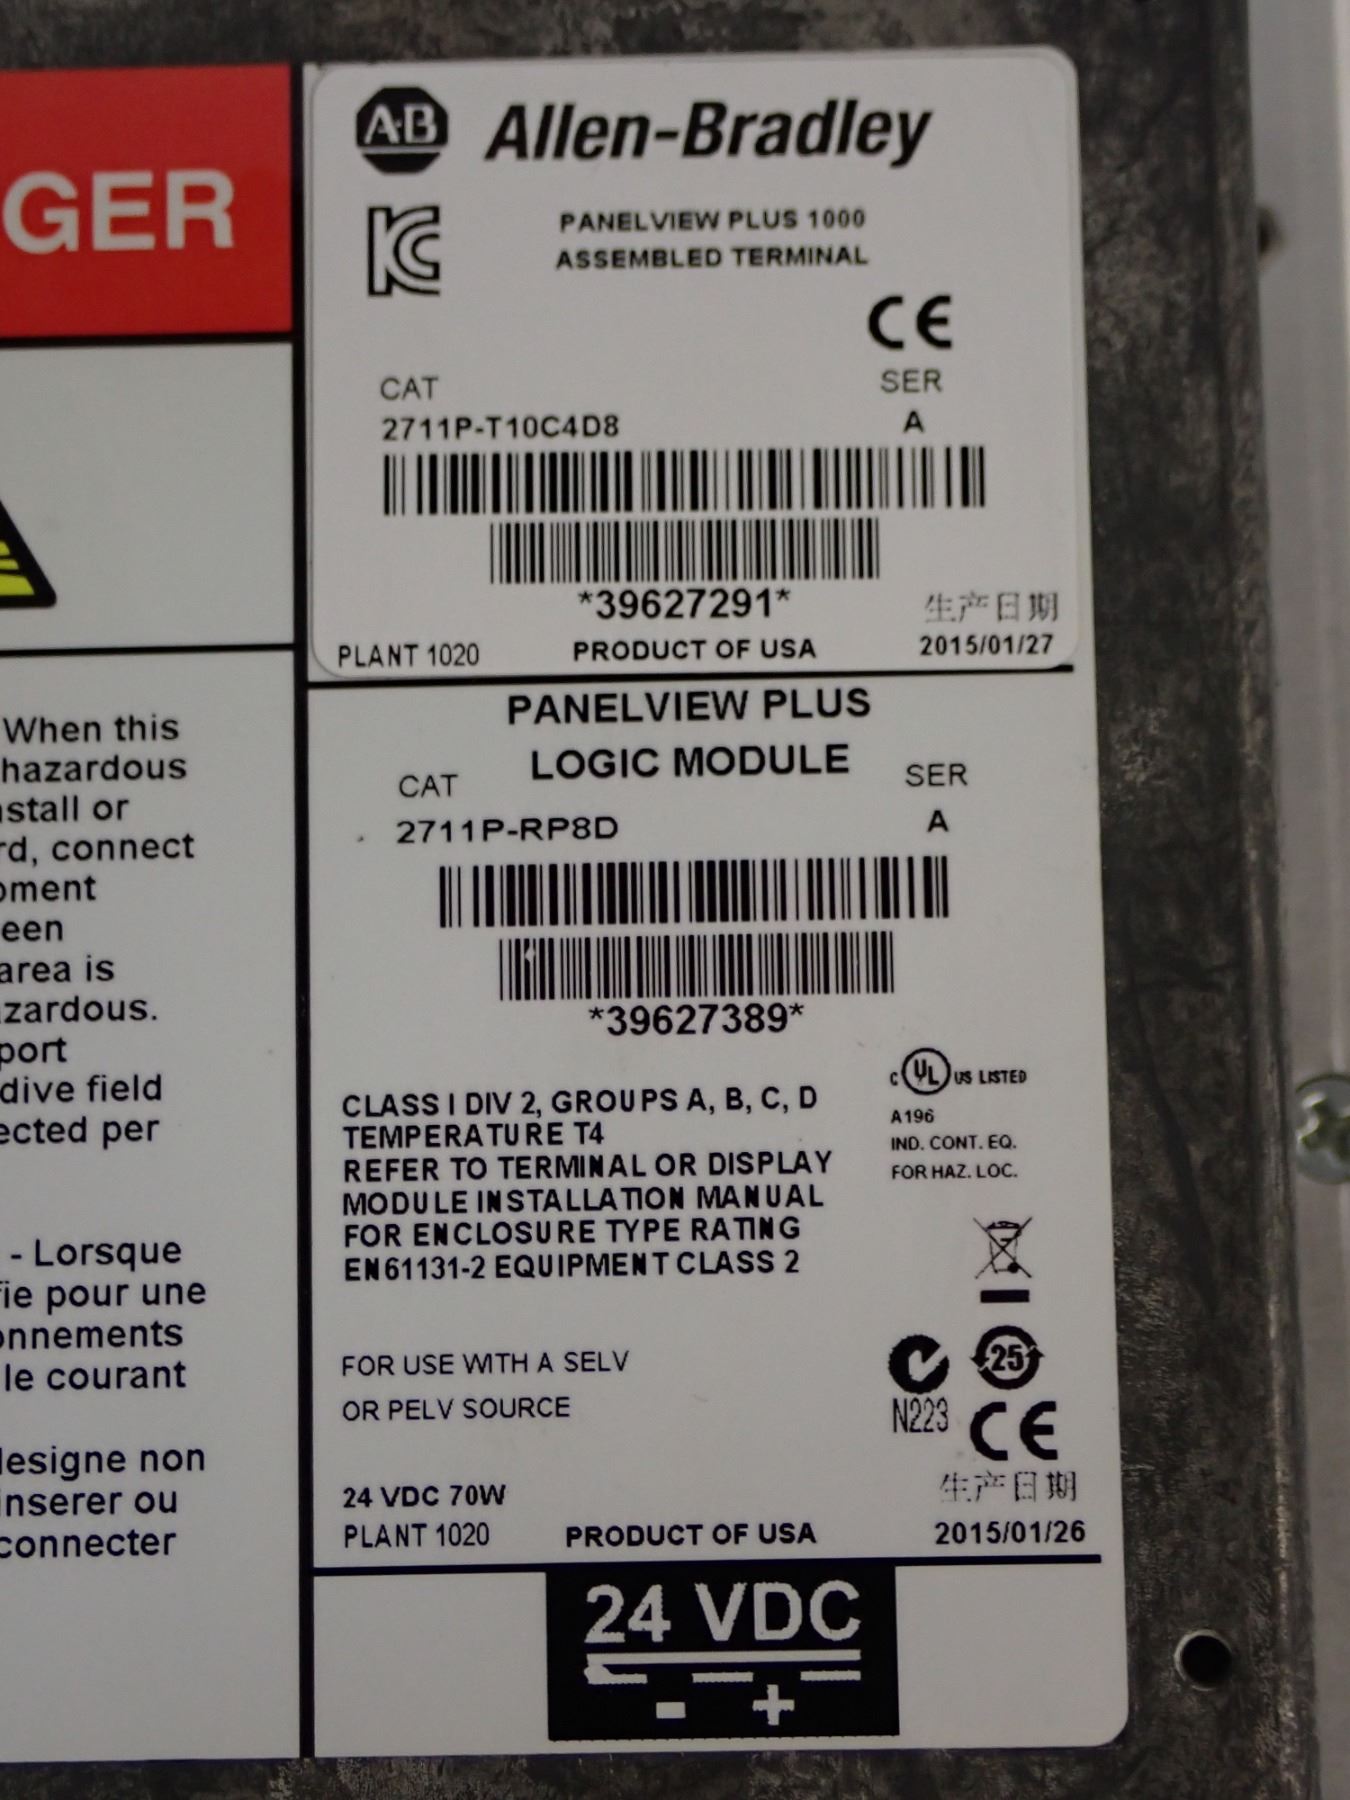 GER
When this
hazardous
nstall or
rd, connect
pment
een
area is
zardous.
port
dive field
ected per
- Lorsque
fie pour une
onnements
le courant
designe non
inserer ou
connecter
A-B Allen-Bradley
PANELVIEW PLUS 1000
ASSEMBLED TERMINAL
CE
CAT SER
2711P-T10C4D8 A
*39627291* 生产日期
PLANT 1020 PRODUCT OF USA 2015/01/27
PANELVIEW PLUS
LOGIC MODULE
CAT SER
2711P-RP8D A
*39627389*
C UL US LISTED
A196
IND. CONT. EQ.
FOR HAZ. LOC.
CLASS I DIV 2, GROUPS A, B, C, D
TEMPERATURE T4
REFER TO TERMINAL OR DISPLAY
MODULE INSTALLATION MANUAL
FOR ENCLOSURE TYPE RATING
EN61131-2 EQUIPMENT CLASS 2
FOR USE WITH A SELV
OR PELV SOURCE
25
N223 CE
生产日期
24 VDC 70W
PLANT 1020 PRODUCT OF USA 2015/01/26
24 VDC
- +